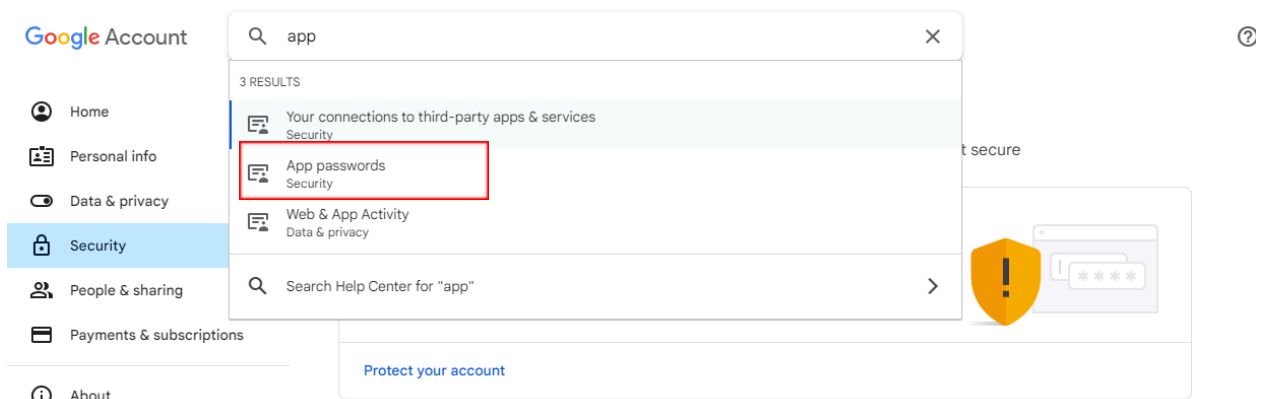 Google Account
app
3 RESULTS
Your connections to third-party apps & services
Security
App passwords
Security
Web & App Activity
Data & privacy
Search Help Center for "app"
Home
Personal info
Data & privacy
Security
People & sharing
Payments & subscriptions
About
t secure
****
Protect your account